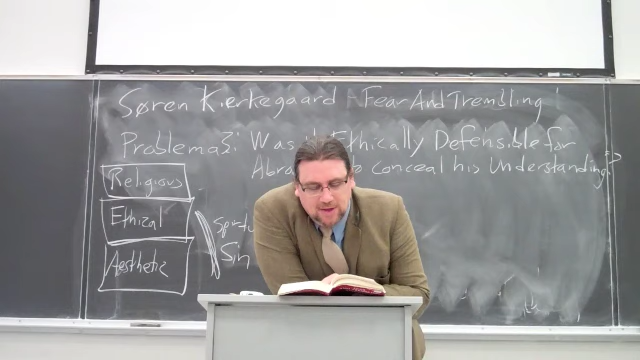 Søren Kierkegaard Fear And Trembling
Problema 3: Was it Ethically Defensible for
Abra to conceal his Understanding?
Religious
Ethical
Aesthetic
Sin